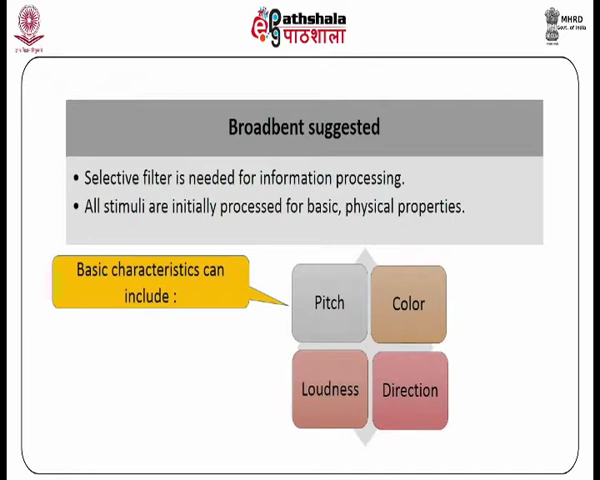 ePathshala
पाठशाला
MHRD
Govt. of India
Broadbent suggested
• Selective filter is needed for information processing.
• All stimuli are initially processed for basic, physical properties.
Basic characteristics can
include :
Pitch
Color
Loudness
Direction